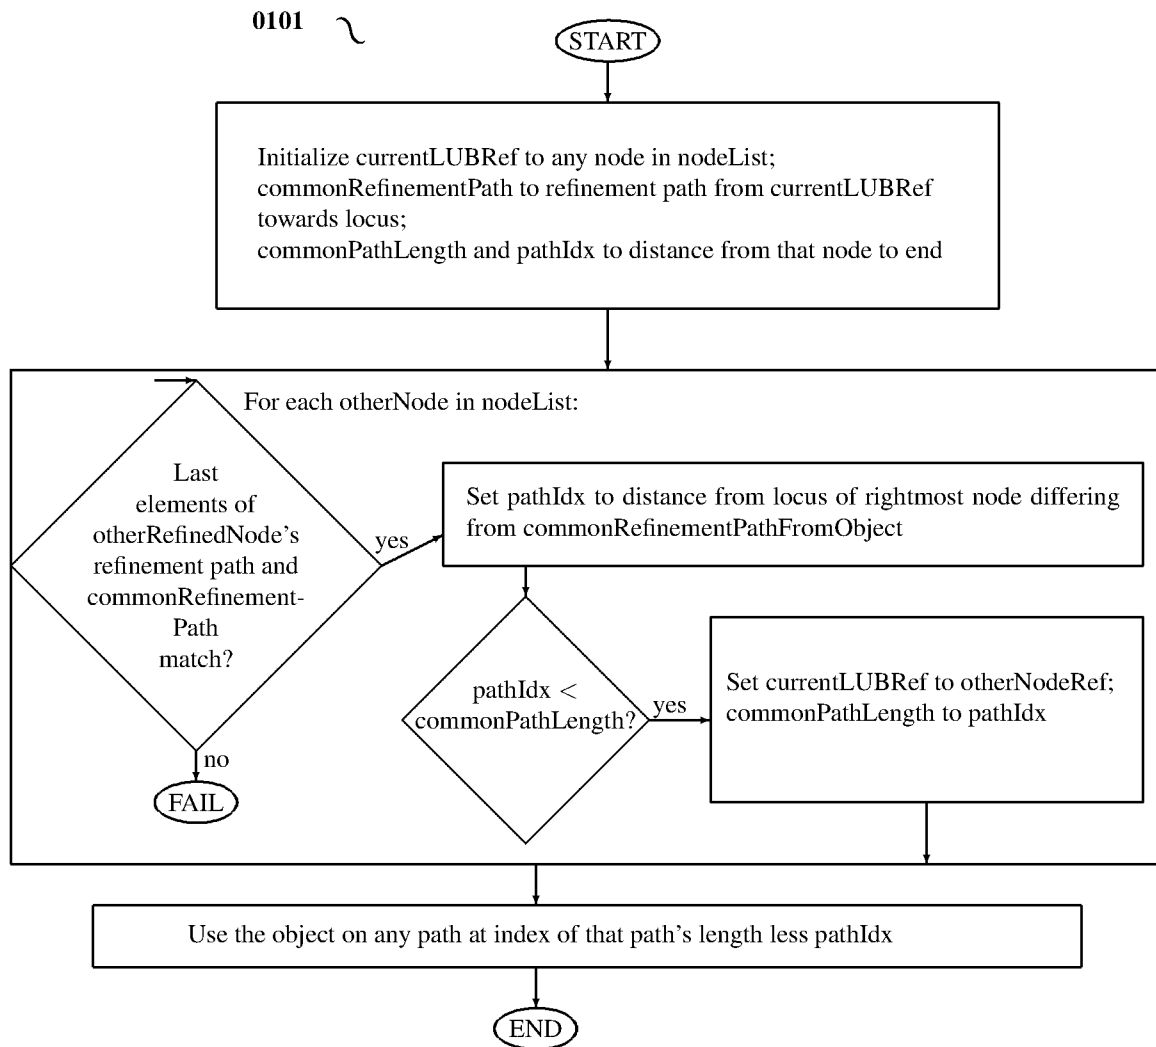 0101
START
Initialize currentLUBRef to any node in nodeList;
commonRefinementPath to refinement path from currentLUBRef
towards locus;
commonPathLength and pathIdx to distance from that node to end
For each otherNode in nodeList:
Last
elements of
otherRefinedNode's
refinement path and
commonRefinement-
Path
match?
yes
no
FAIL
Set pathIdx to distance from locus of rightmost node differing
from commonRefinementPathFromObject
pathIdx <
commonPathLength?
yes
Set currentLUBRef to otherNodeRef;
commonPathLength to pathIdx
Use the object on any path at index of that path's length less pathIdx
END